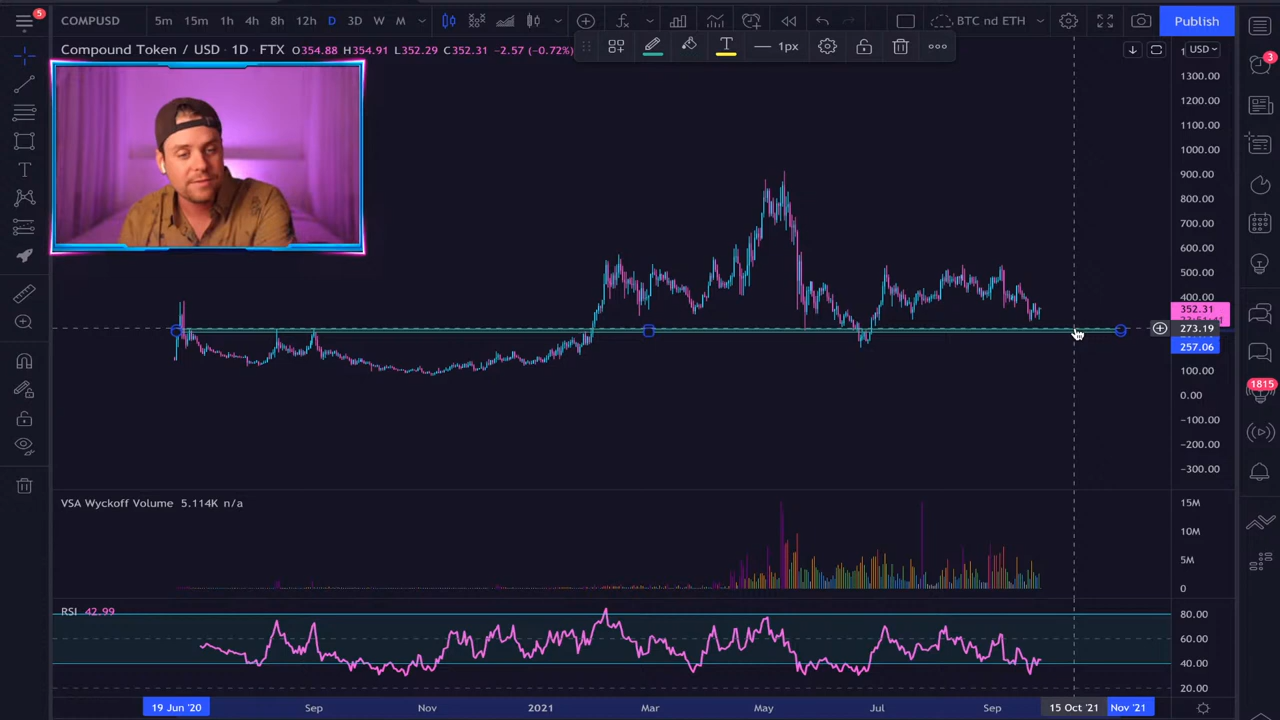 COMPUSD 5m 15m 1h 4h 8h 12h D 3D W M BTC nd ETH Publish
5
Compound Token / USD · 1D · FTX O354.88 H354.91 L352.29 C352.31 −2.57 (−0.72%)
T 1px
USD
3
1300.00
1200.00
1100.00
1000.00
900.00
800.00
700.00
600.00
500.00
400.00
352.31
273.19
257.06
100.00
0.00
−100.00
−200.00
−300.00
1815
VSA Wyckoff Volume 5.114K n/a
15M
10M
5M
0
RSI 42.99
80.00
60.00
40.00
20.00
19 Jun '20 Sep Nov 2021 Mar May Jul Sep 15 Oct '21 Nov '21